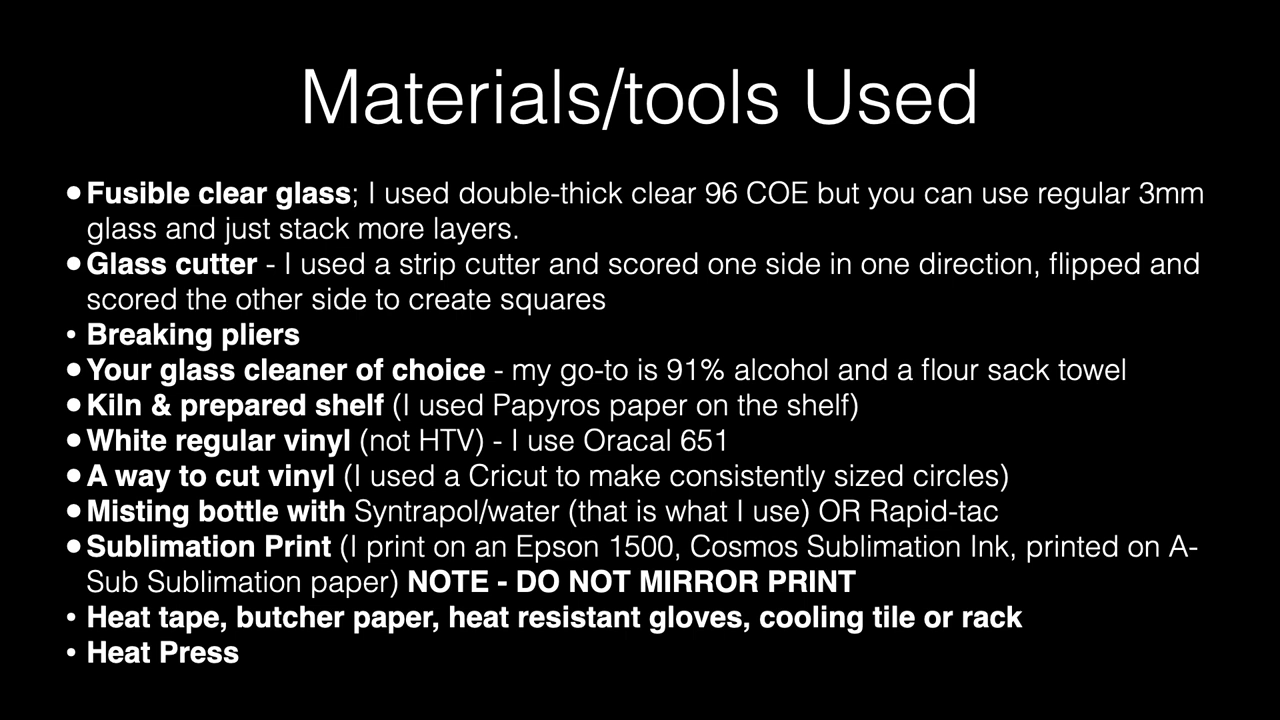 Materials/tools Used
•Fusible clear glass; I used double-thick clear 96 COE but you can use regular 3mm
glass and just stack more layers.
•Glass cutter - I used a strip cutter and scored one side in one direction, flipped and
scored the other side to create squares
• Breaking pliers
•Your glass cleaner of choice - my go-to is 91% alcohol and a flour sack towel
•Kiln & prepared shelf (I used Papyros paper on the shelf)
•White regular vinyl (not HTV) - I use Oracal 651
•A way to cut vinyl (I used a Cricut to make consistently sized circles)
•Misting bottle with Syntrapol/water (that is what I use) OR Rapid-tac
•Sublimation Print (I print on an Epson 1500, Cosmos Sublimation Ink, printed on A-
Sub Sublimation paper) NOTE - DO NOT MIRROR PRINT
• Heat tape, butcher paper, heat resistant gloves, cooling tile or rack
• Heat Press